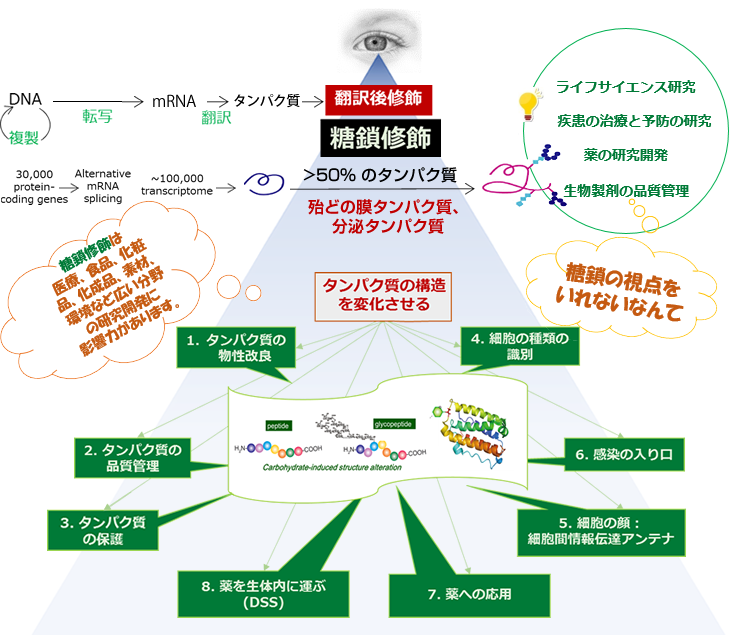 DNA
複製
転写
mRNA
翻訳
タンパク質
翻訳後修飾
糖鎖修飾
30,000
protein-
coding genes
Alternative
mRNA
splicing
~100,000
transcriptome
>50% のタンパク質
殆どの膜タンパク質、
分泌タンパク質
ライフサイエンス研究
疾患の治療と予防の研究
薬の研究開発
生物製剤の品質管理
糖鎖修飾は
医療、食品、化粧
品、化成品、素材、
環境など広い分野
の研究開発に
影響力があります。
糖鎖の視点を
いれないなんて
タンパク質の構造
を変化させる
1. タンパク質の
物性改良
4. 細胞の種類の
識別
peptide
glycopeptide
H₂N
COOH
H₂N
COOH
Carbohydrate-induced structure alteration
2. タンパク質の
品質管理
6. 感染の入り口
3. タンパク質
の保護
5. 細胞の顔：
細胞間情報伝達アンテナ
8. 薬を生体内に運ぶ
(DSS)
7. 薬への応用